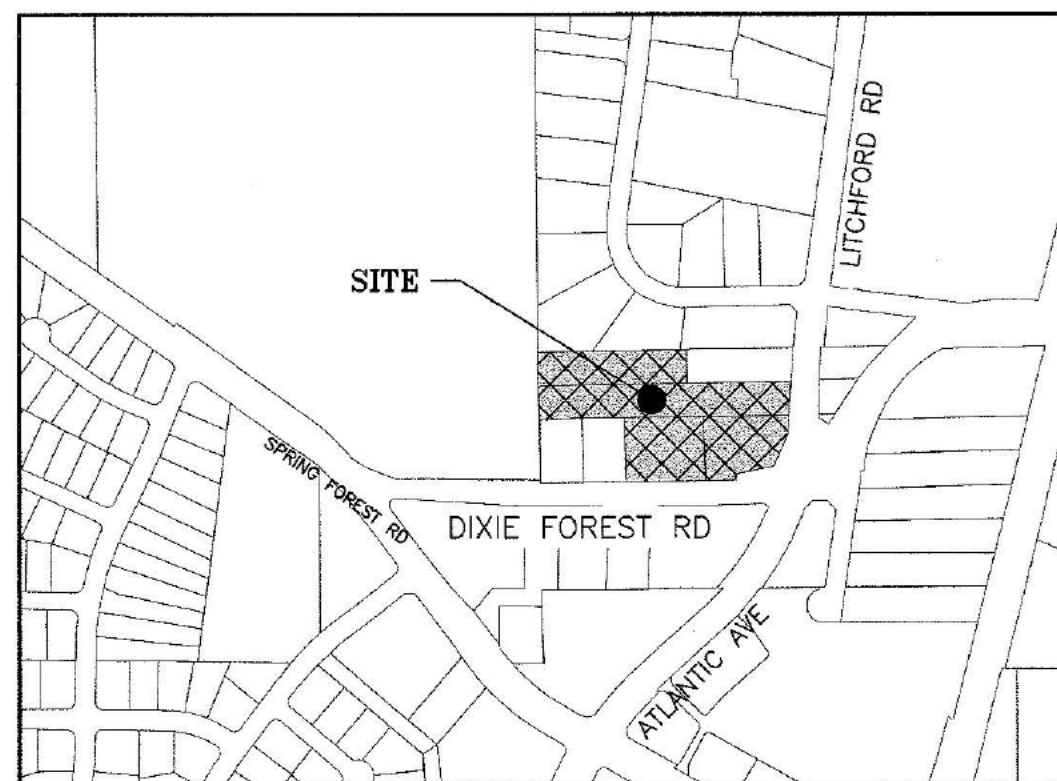 LITCHFORD RD
SITE
SPRING FOREST RD
DIXIE FOREST RD
ATLANTIC AVE